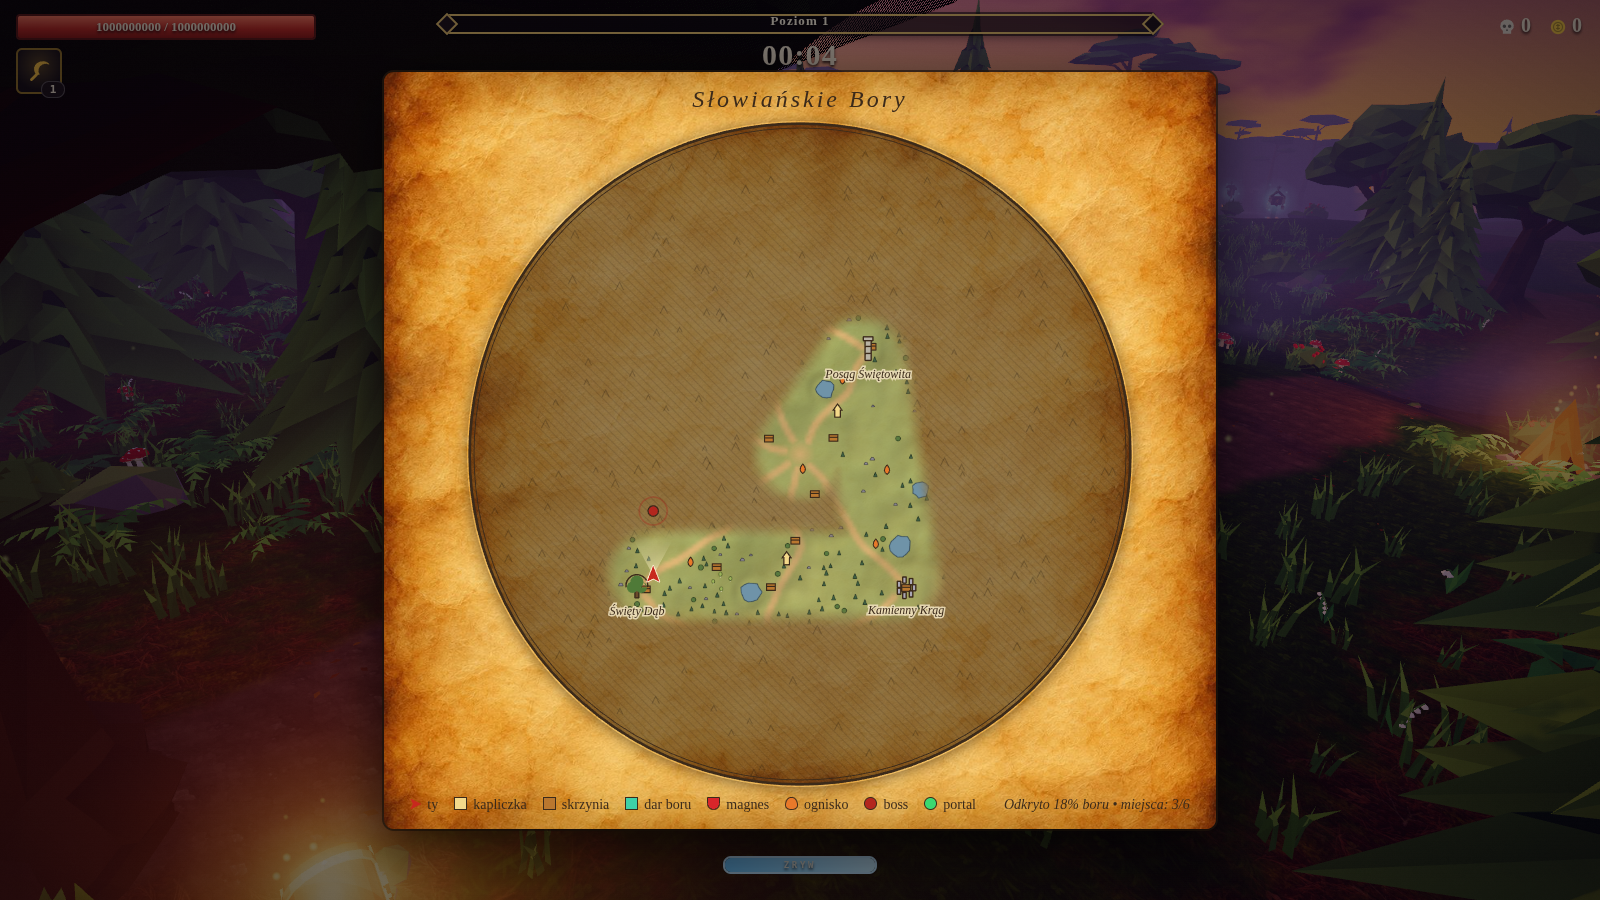 1000000000 / 1000000000
Poziom 1
0
0
00:04
1
Słowiańskie Bory
Posąg Świętowita
Święty Dąb
Kamienny Krąg
ty
kapliczka
skrzynia
dar boru
magnes
ognisko
boss
portal
Odkryto 18% boru • miejsca: 3/6
ZRYW